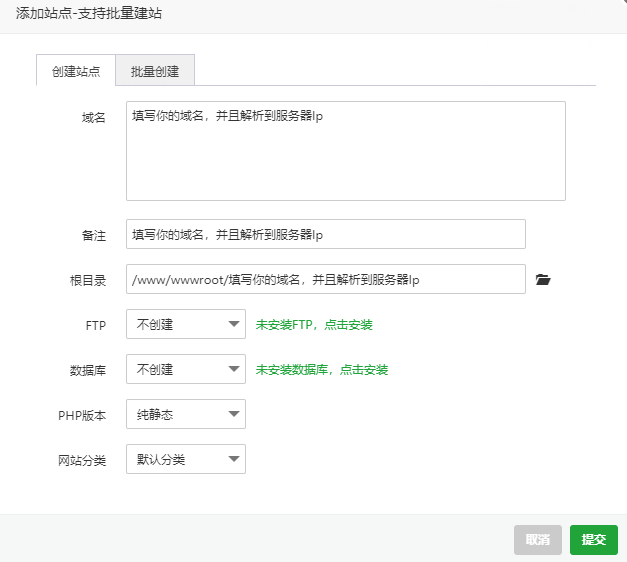 添加站点-支持批量建站
创建站点 批量创建
域名 填写你的域名，并且解析到服务器Ip
备注 填写你的域名，并且解析到服务器Ip
根目录 /www/wwwroot/填写你的域名，并且解析到服务器Ip
FTP 不创建 未安装FTP，点击安装
数据库 不创建 未安装数据库，点击安装
PHP版本 纯静态
网站分类 默认分类
取消 提交